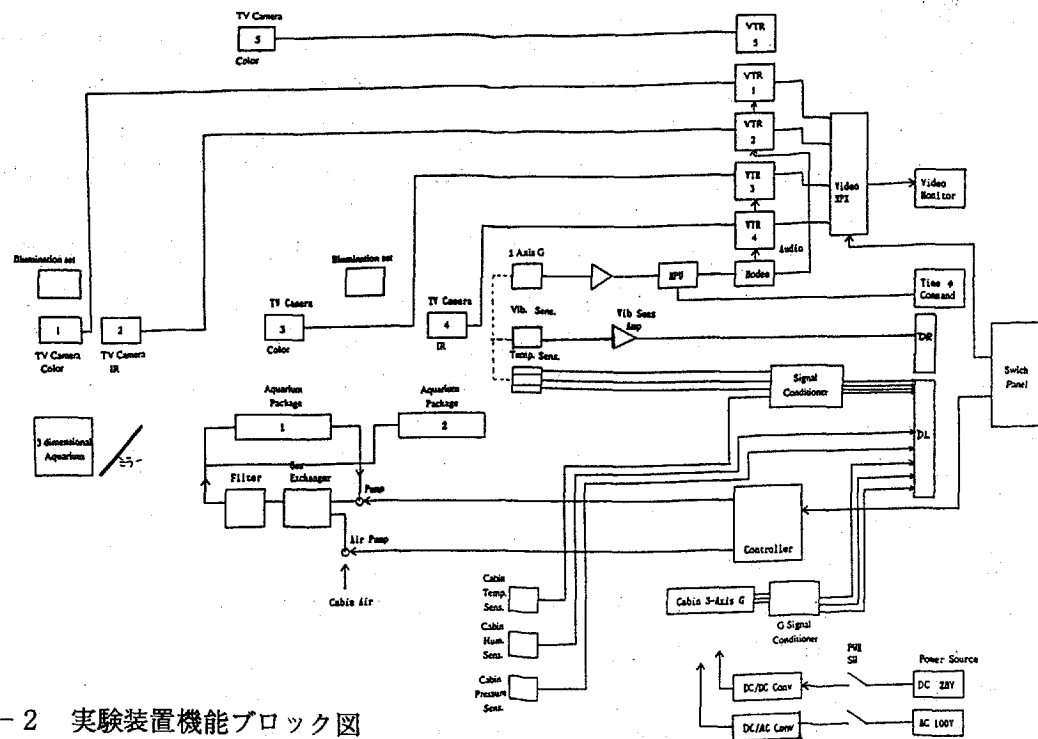 TV Camera
5
Color
VTR
5
VTR
1
VTR
2
VTR
3
VTR
4
Video
XPX
Video
Monitor
Audio
Illumination set
Illumination set
1 Axis G
MPU
Modem
Time &
Command
1
TV Camera
Color
2
TV Camera
IR
TV Camera
3
Color
TV Camera
4
IR
Vib. Sens.
Vib Sens
Amp
DR
Temp. Sens.
Signal
Conditioner
DL
Swich
Panel
Aquarium
Package
1
Aquarium
Package
2
3 dimensional
Aquarium
ミラー
Filter
Gas
Exchanger
Pump
Air Pump
Cabin Air
Controller
Cabin
Temp.
Sens.
Cabin
Hum.
Sens.
Cabin
Pressure
Sens.
Cabin 3-Axis G
G Signal
Conditioner
PWR
SW
Power Source
DC/DC Conv
DC 28V
DC/AC Conv
AC 100V
-2 実験装置機能ブロック図